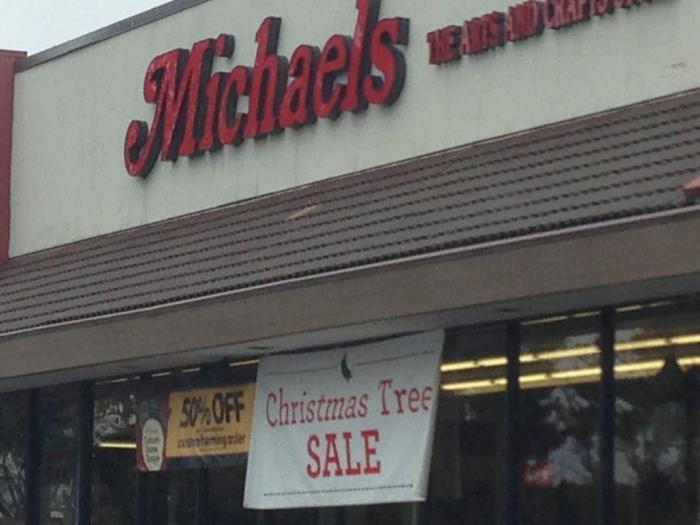 Michaels
THE ARTS AND CRAFTS
50% OFF
custom framing order
Christmas Tree
SALE